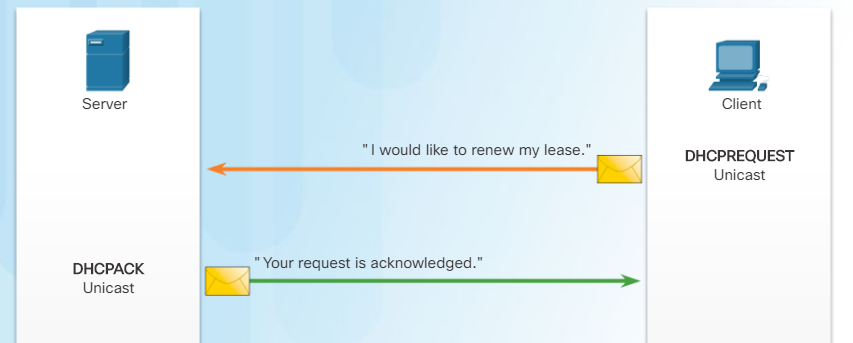 Server
Client
"I would like to renew my lease."
DHCPREQUEST
Unicast
DHCPACK
Unicast
"Your request is acknowledged."